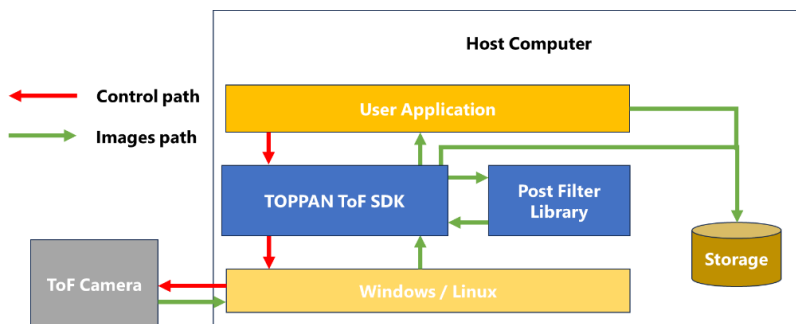 Host Computer
Control path
Images path
User Application
TOPPAN ToF SDK
Post Filter
Library
Storage
ToF Camera
Windows / Linux